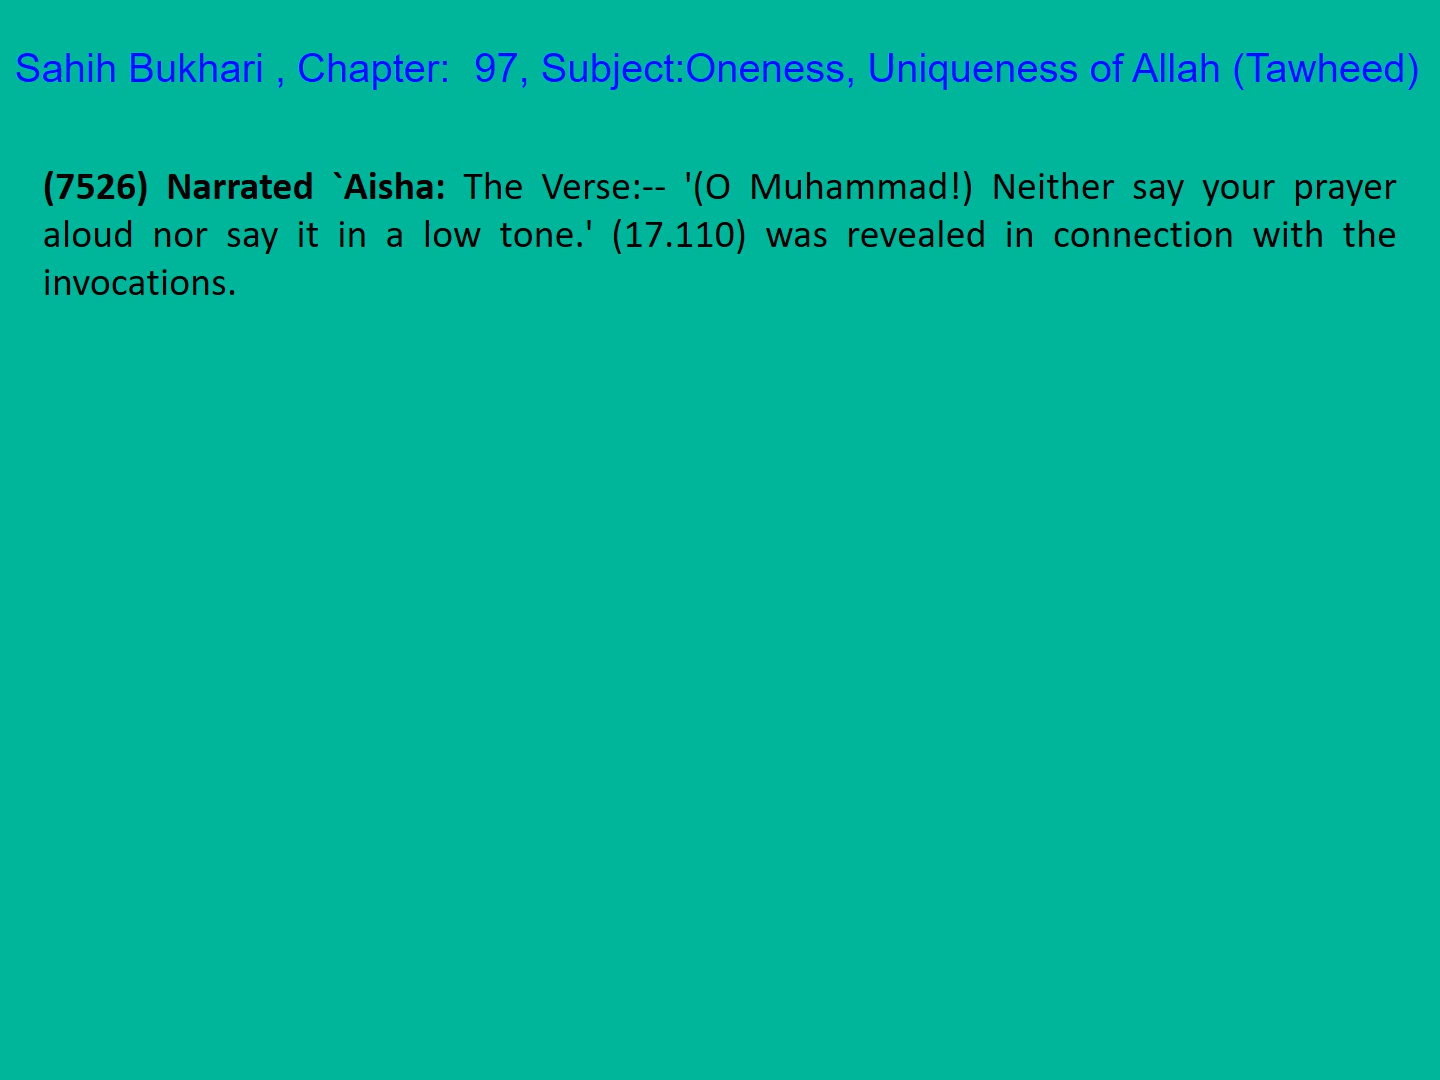 Sahih Bukhari , Chapter:  97, Subject:Oneness, Uniqueness of Allah (Tawheed)
(7526) Narrated `Aisha: The Verse:-- '(O Muhammad!) Neither say your prayer
aloud nor say it in a low tone.' (17.110) was revealed in connection with the
invocations.